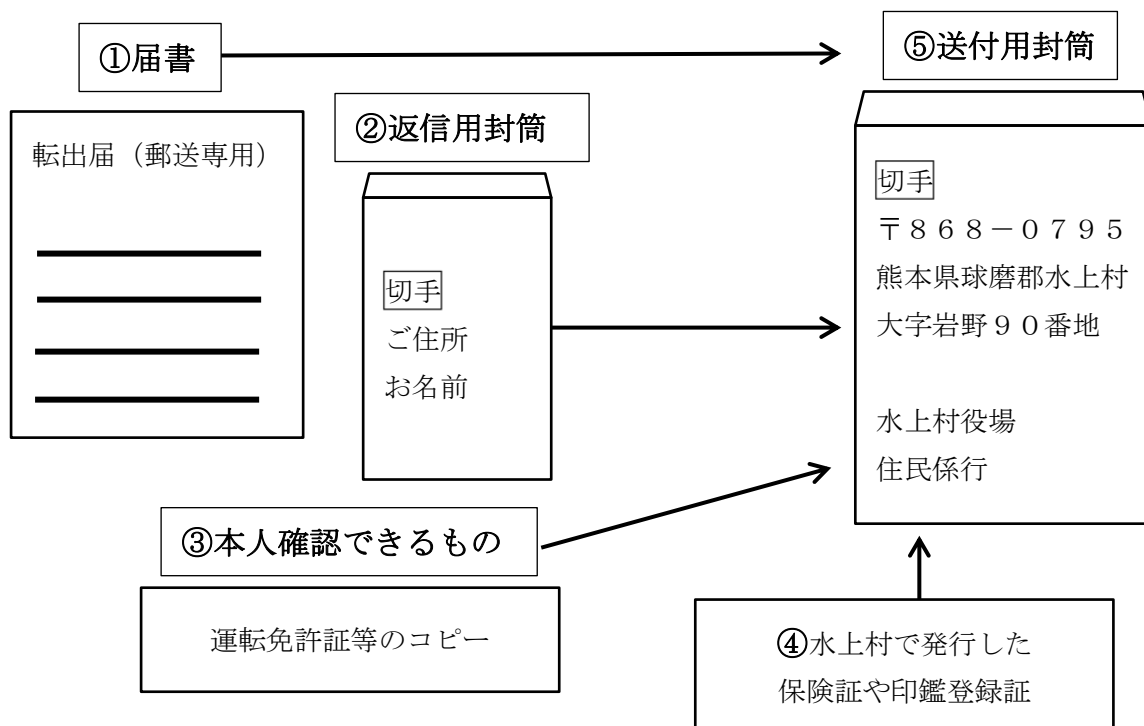 ①届書
転出届（郵送専用）
②返信用封筒
切手
ご住所
お名前
③本人確認できるもの
運転免許証等のコピー
④水上村で発行した
保険証や印鑑登録証
⑤送付用封筒
切手
〒８６８－０７９５
熊本県球磨郡水上村
大字岩野９０番地
水上村役場
住民係行